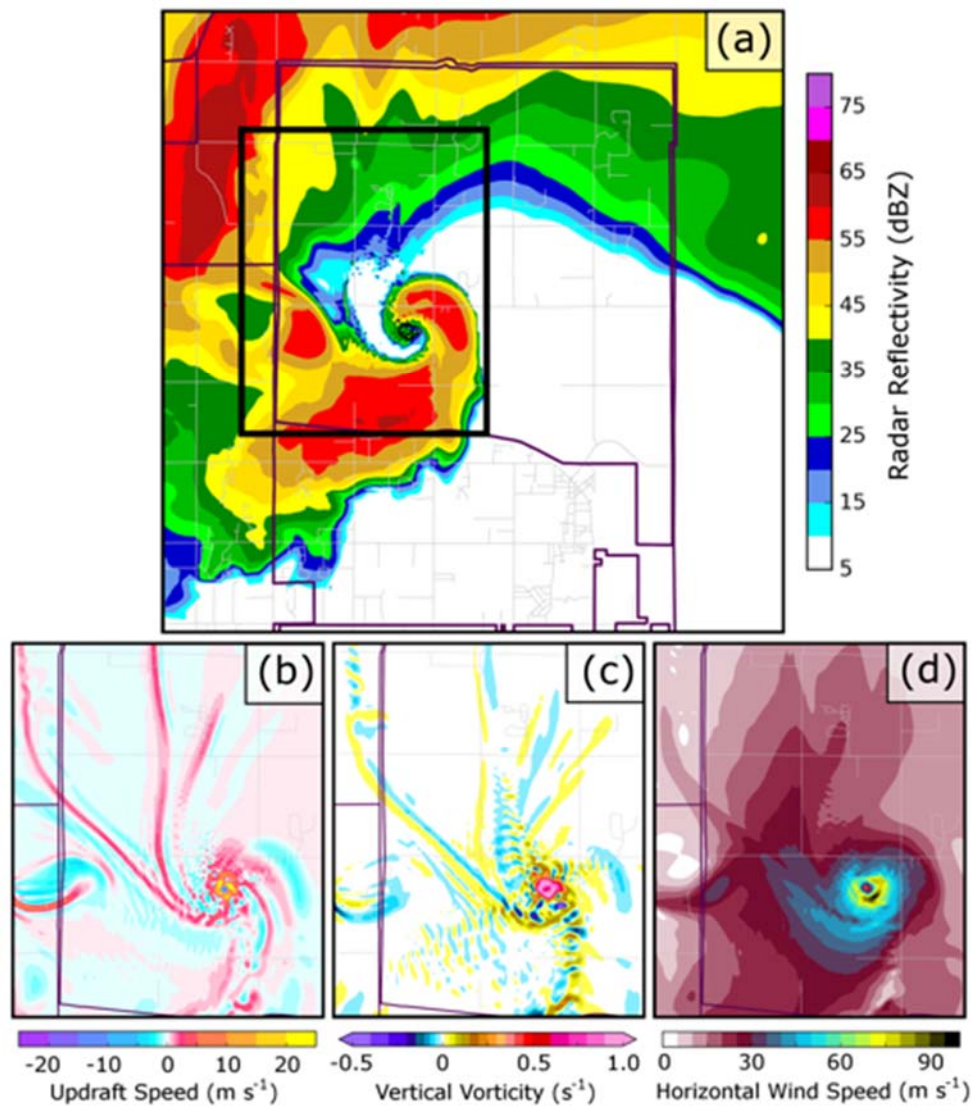 (a)
75
65
55
45
35
25
15
5
Radar Reflectivity (dBZ)
(b)
(c)
(d)
-20 -10 0 10 20
Updraft Speed (m s⁻¹)
-0.5 0 0.5 1.0
Vertical Vorticity (s⁻¹)
0 30 60 90
Horizontal Wind Speed (m s⁻¹)